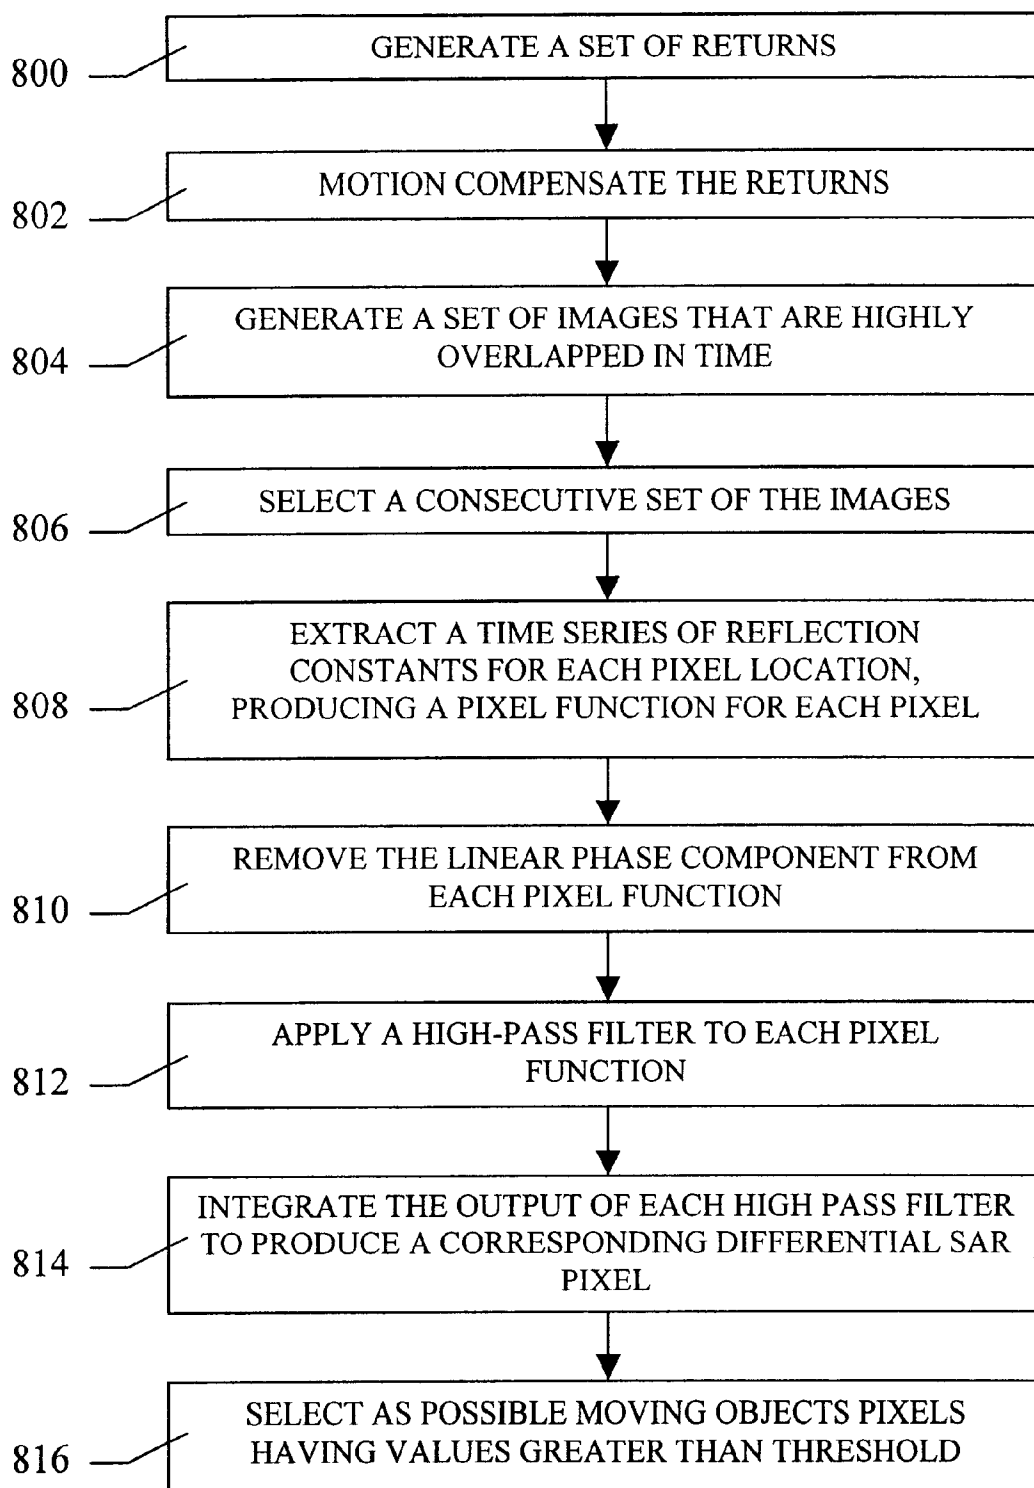 800
GENERATE A SET OF RETURNS
802
MOTION COMPENSATE THE RETURNS
804
GENERATE A SET OF IMAGES THAT ARE HIGHLY
OVERLAPPED IN TIME
806
SELECT A CONSECUTIVE SET OF THE IMAGES
808
EXTRACT A TIME SERIES OF REFLECTION
CONSTANTS FOR EACH PIXEL LOCATION,
PRODUCING A PIXEL FUNCTION FOR EACH PIXEL
810
REMOVE THE LINEAR PHASE COMPONENT FROM
EACH PIXEL FUNCTION
812
APPLY A HIGH-PASS FILTER TO EACH PIXEL
FUNCTION
814
INTEGRATE THE OUTPUT OF EACH HIGH PASS FILTER
TO PRODUCE A CORRESPONDING DIFFERENTIAL SAR
PIXEL
816
SELECT AS POSSIBLE MOVING OBJECTS PIXELS
HAVING VALUES GREATER THAN THRESHOLD